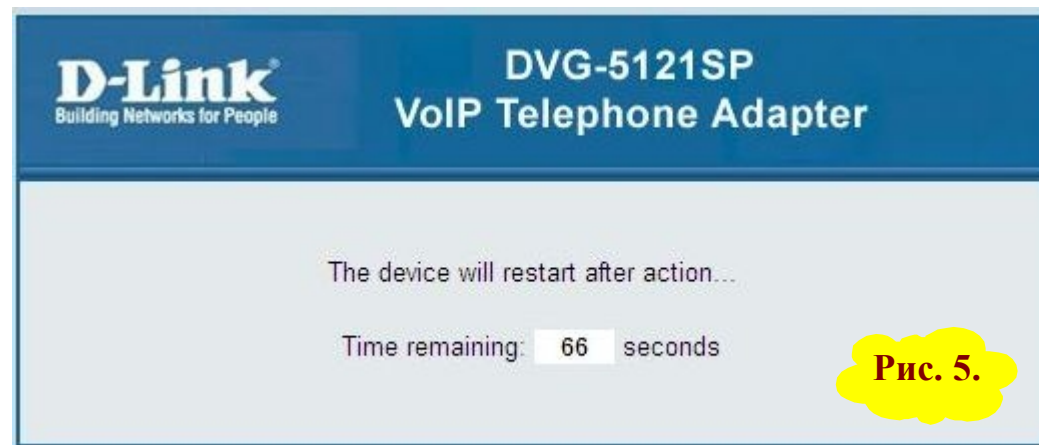 D-Link
Building Networks for People
DVG-5121SP
VoIP Telephone Adapter
The device will restart after action...
Time remaining: 66 seconds
Рис. 5.